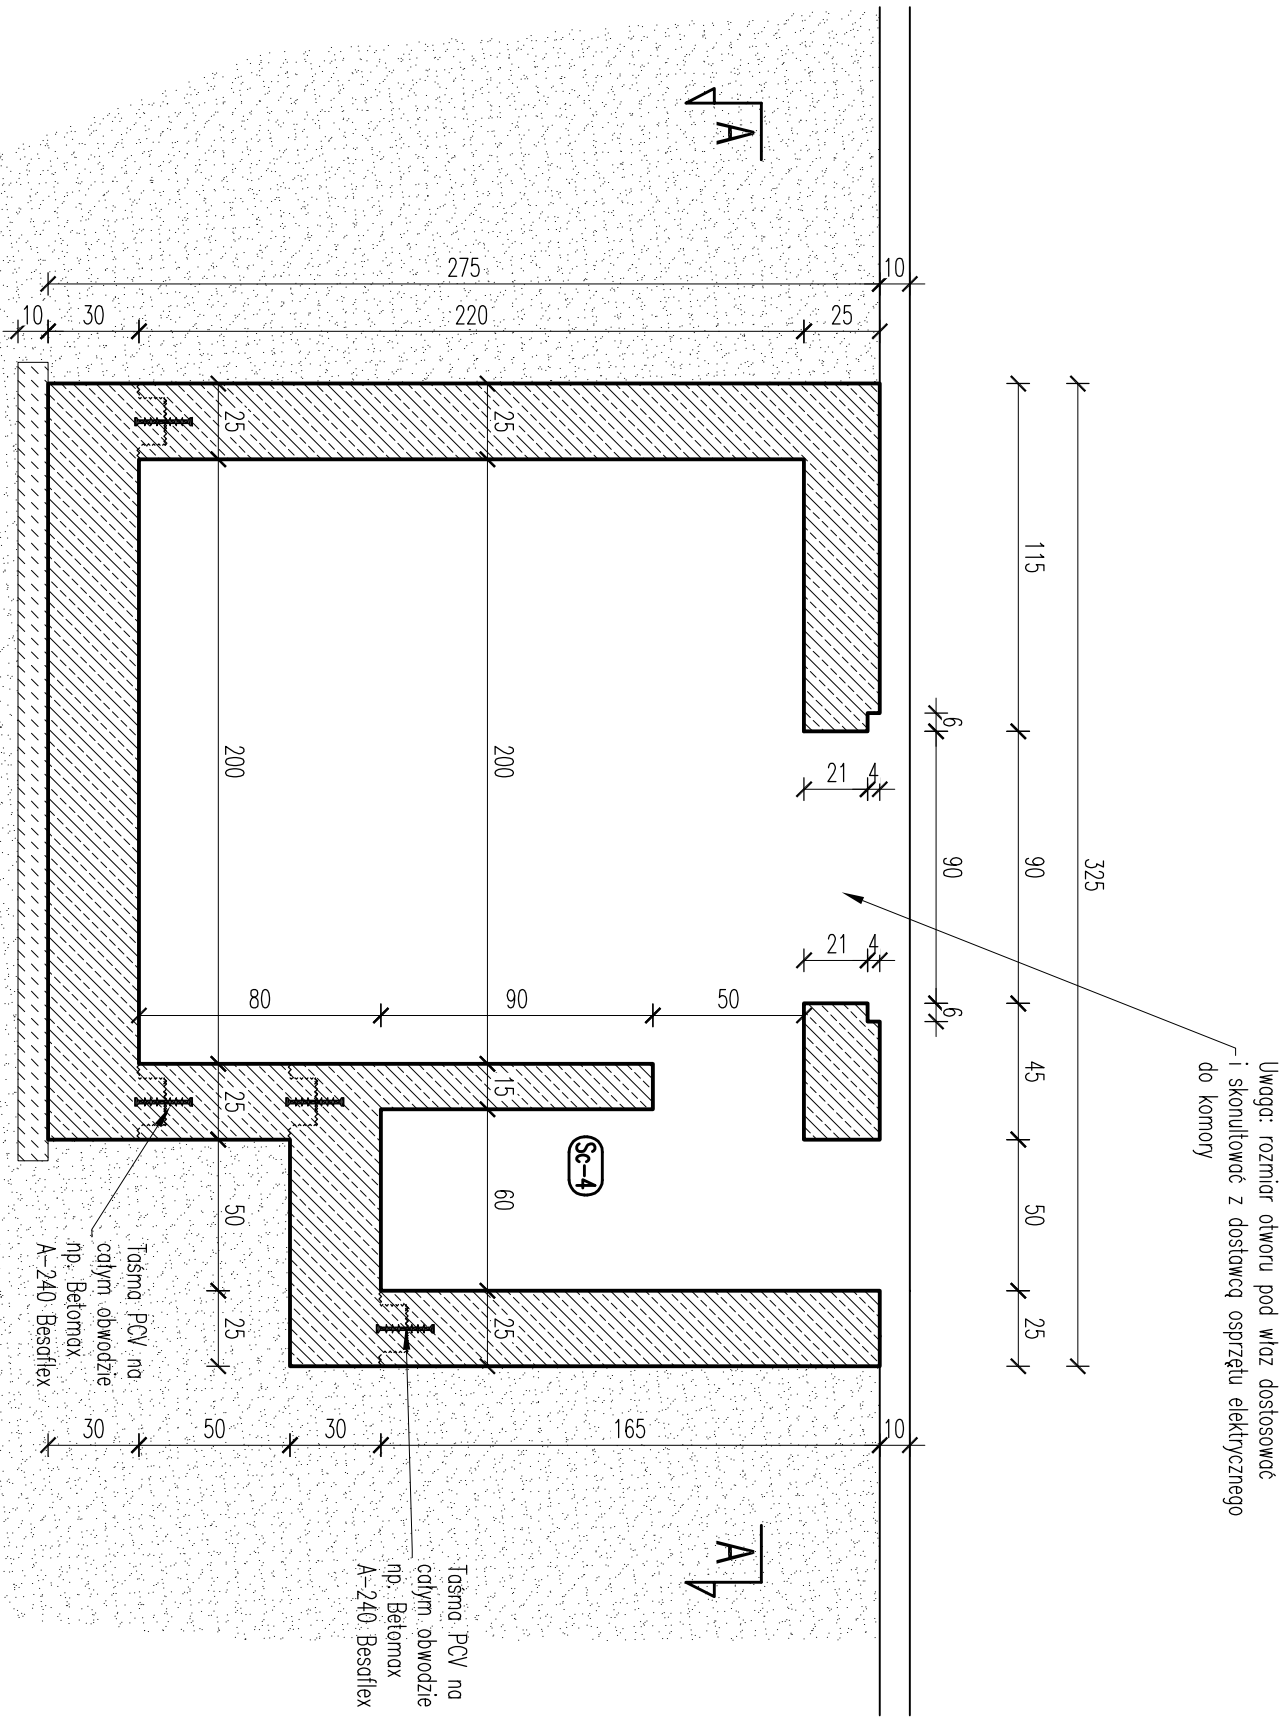 Uwaga: rozmiar otworu pod właz dostosować
i skonultować z dostawcą osprzętu elektrycznego
do komory
325
115
90
45
50
25
6
90
6
10
10
21
4
21
4
275
25
220
30
10
A
A
25
200
15
60
25
50
90
80
Sc-4
25
200
25
50
25
165
30
50
30
Taśma PCV na
całym obwodzie
np. Betomax
A-240 Besaflex
Taśma PCV na
całym obwodzie
np. Betomax
A-240 Besaflex